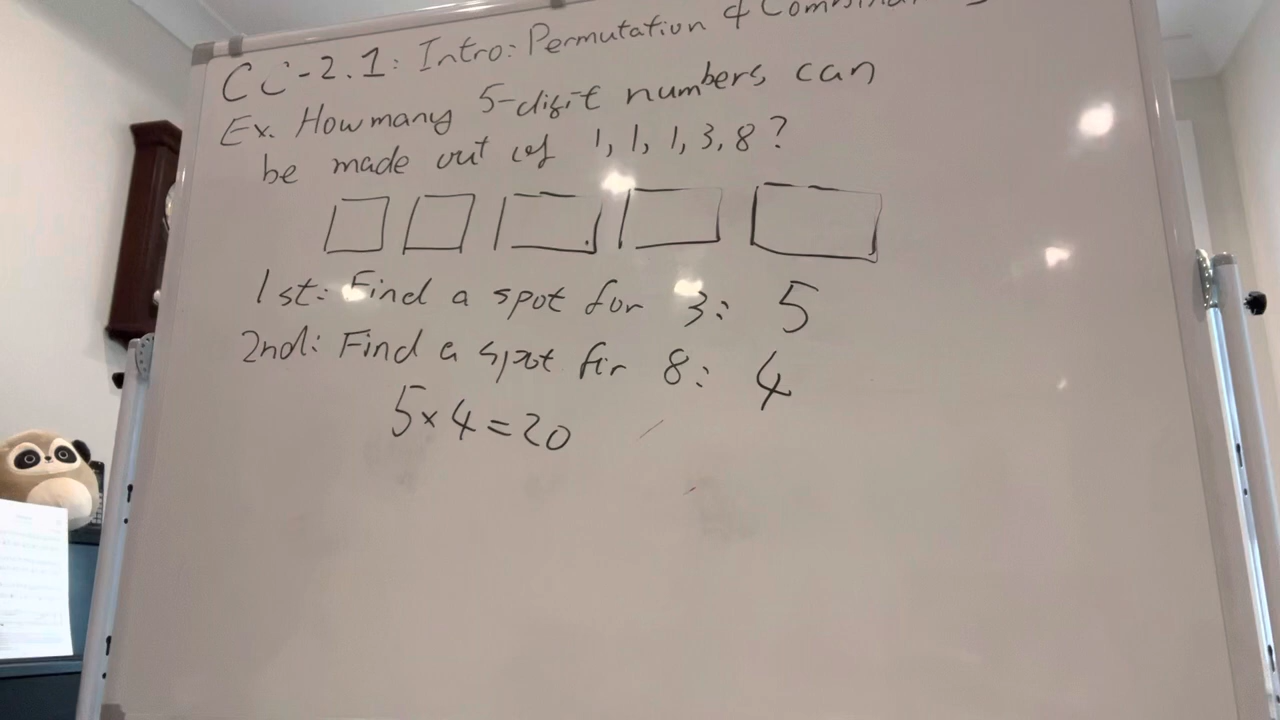 CC-2.1: Intro: Permutation & Combina
Ex. How many 5-digit numbers can
be made out of 1, 1, 1, 3, 8?
1st: Find a spot for 3: 5
2nd: Find a spot for 8: 4
5×4=20